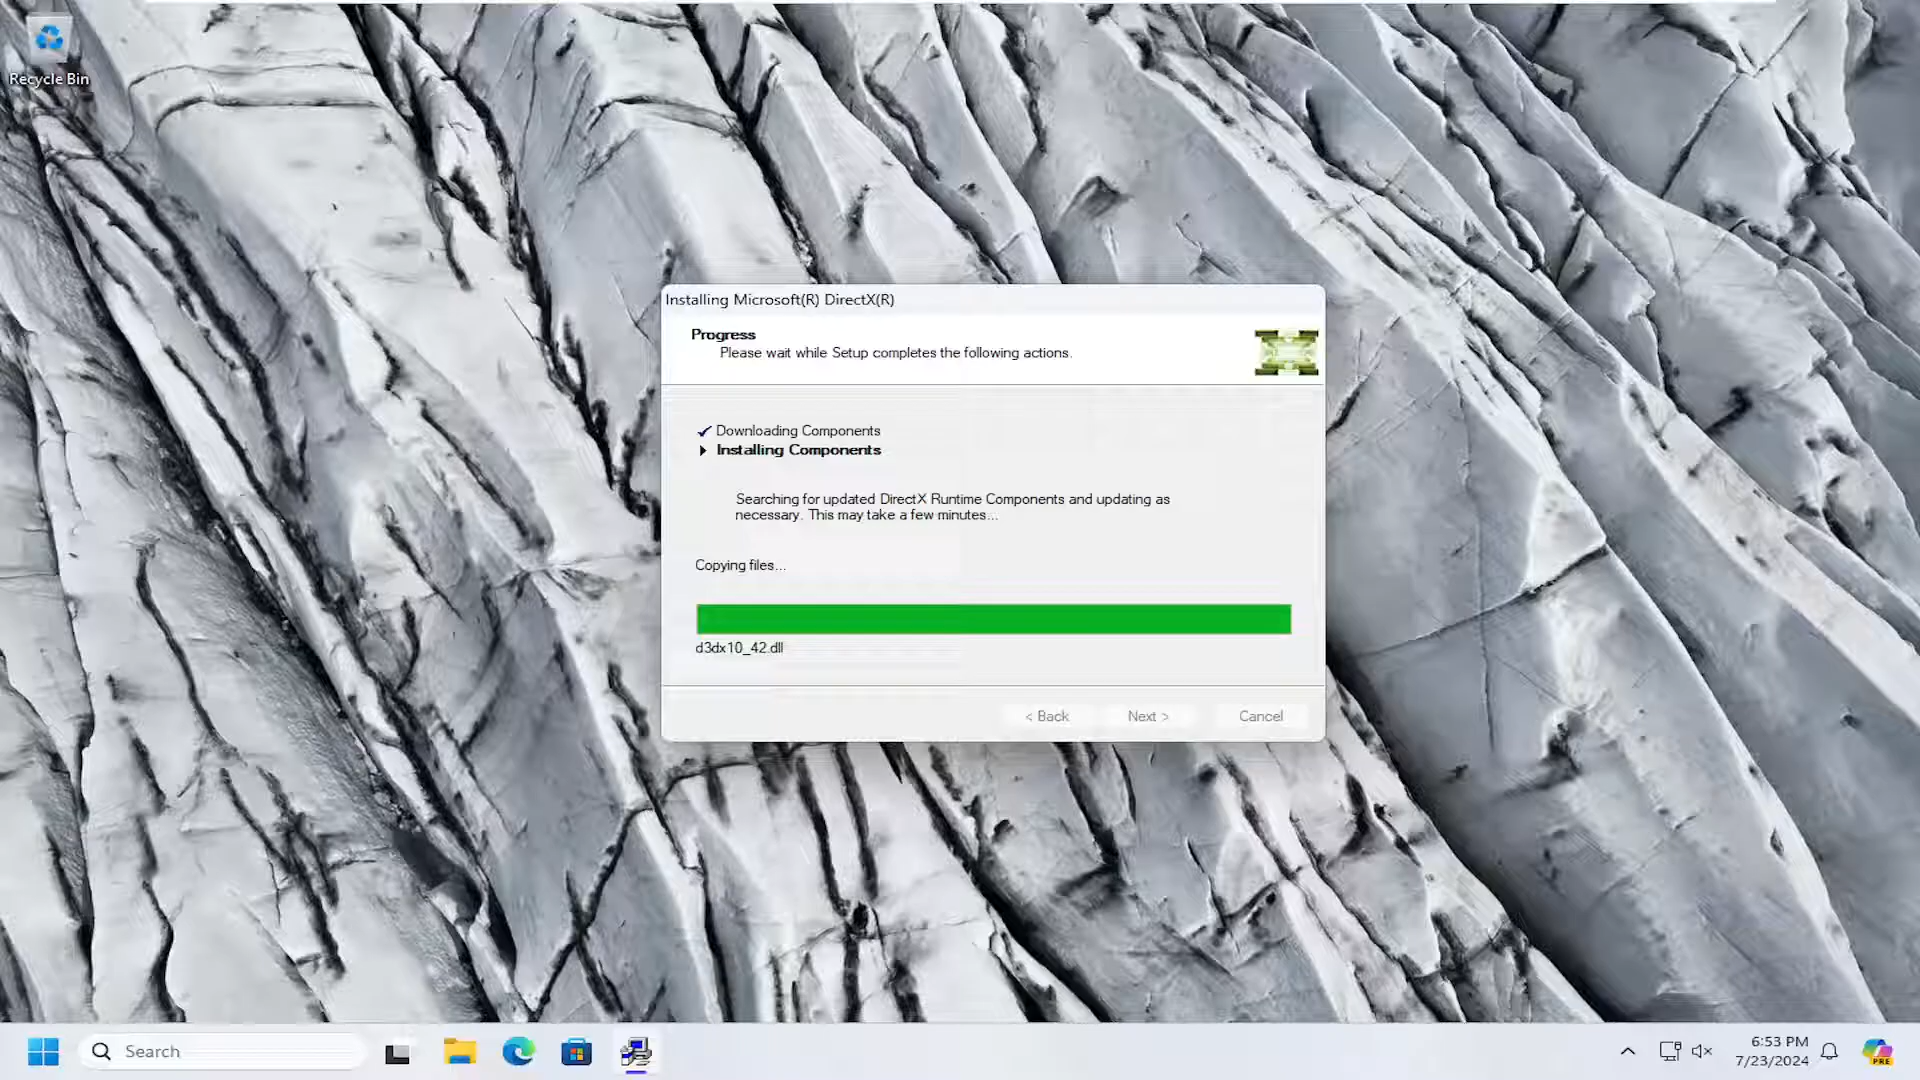 Recycle Bin
Installing Microsoft(R) DirectX(R)
Progress
Please wait while Setup completes the following actions.
Downloading Components
Installing Components
Searching for updated DirectX Runtime Components and updating as
necessary. This may take a few minutes...
Copying files...
d3dx10_42.dll
< Back
Next >
Cancel
Search
6:53 PM
7/23/2024
PRE